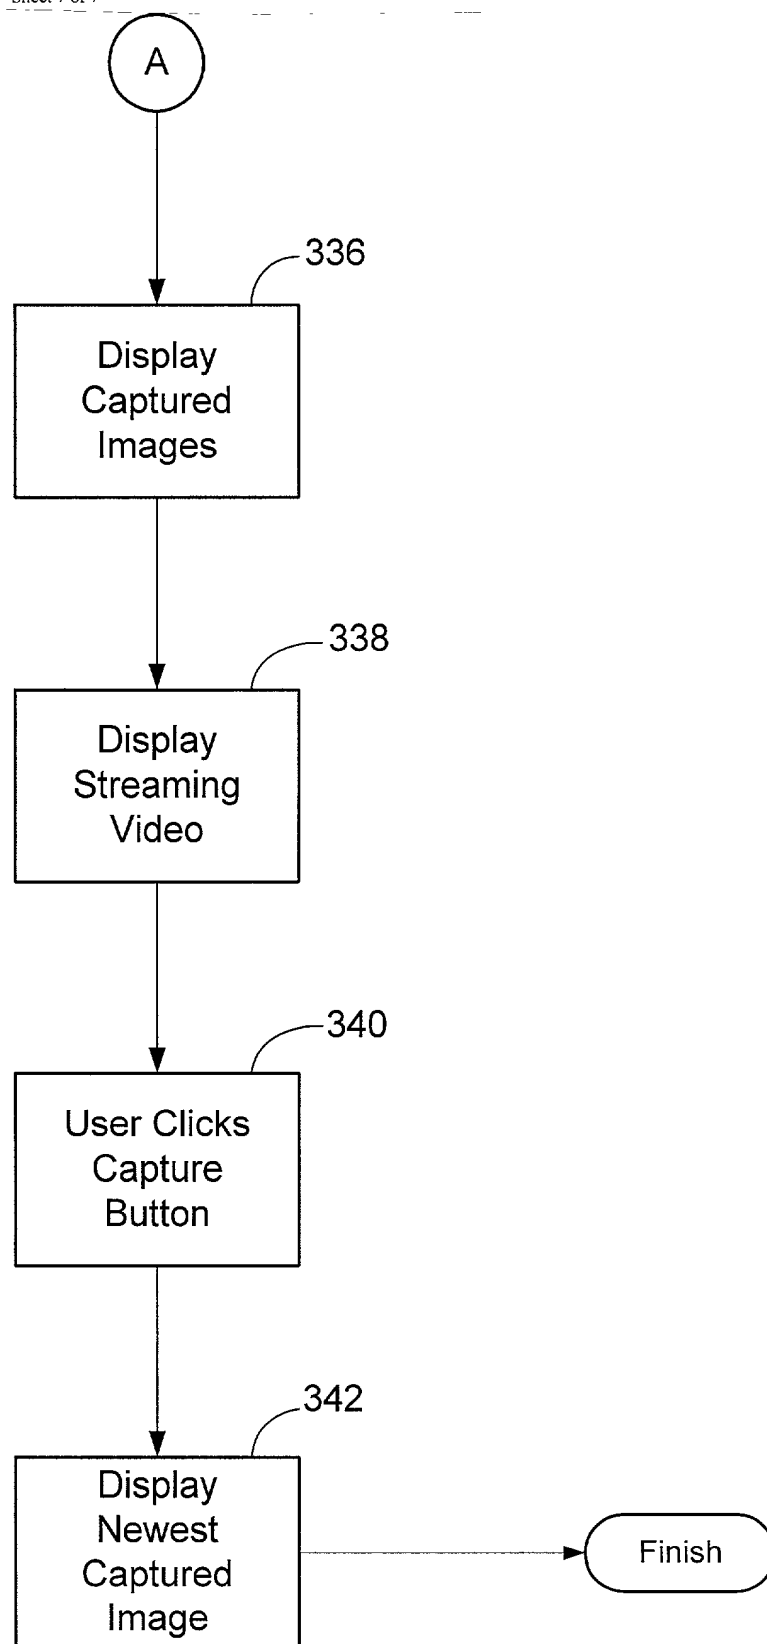 A
336
Display
Captured
Images
338
Display
Streaming
Video
340
User Clicks
Capture
Button
342
Display
Newest
Captured
Image
Finish